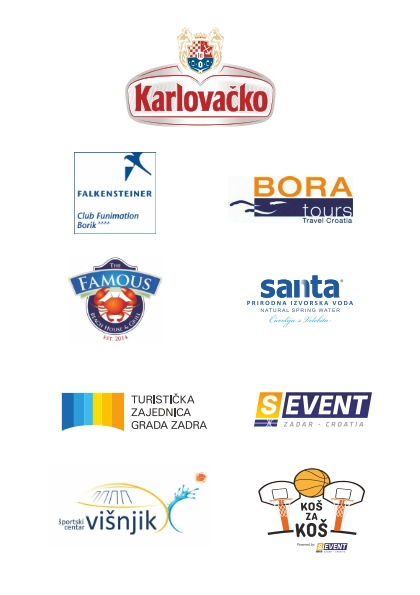 Karlovačko
FALKENSTEINER
Club Funimation
Borik ****
BORA
tours
Travel Croatia
THE
FAMOUS
BEACH HOUSE & GRILL
EST. 2014
santa
PRIRODNA IZVORSKA VODA
NATURAL SPRING WATER
Čarolija s Velebita
TURISTIČKA
ZAJEDNICA
GRADA ZADRA
S EVENT
ZADAR - CROATIA
športski
centar
višnjik
KOŠ
ZA
KOŠ
Powered by:
S EVENT